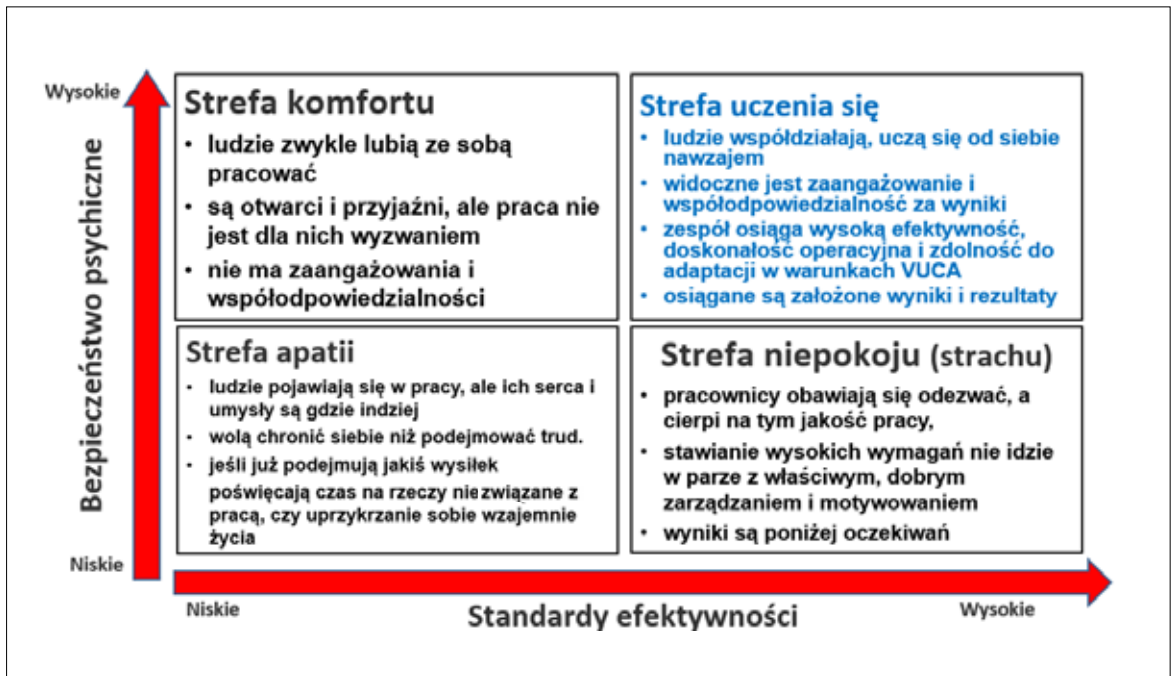 Wysokie
Bezpieczeństwo psychiczne
Niskie
Strefa komfortu
• ludzie zwykle lubią ze sobą
pracować
• są otwarci i przyjaźni, ale praca nie
jest dla nich wyzwaniem
• nie ma zaangażowania i
współodpowiedzialności
Strefa uczenia się
• ludzie współdziałają, uczą się od siebie
nawzajem
• widoczne jest zaangażowanie i
współodpowiedzialność za wyniki
• zespół osiąga wysoką efektywność,
doskonałość operacyjna i zdolność do
adaptacji w warunkach VUCA
• osiągane są założone wyniki i rezultaty
Strefa apatii
• ludzie pojawiają się w pracy, ale ich serca i
umysły są gdzie indziej
• wolą chronić siebie niż podejmować trud.
• jeśli już podejmują jakiś wysiłek
poświęcają czas na rzeczy niezwiązane z
pracą, czy uprzykrzanie sobie wzajemnie
życia
Strefa niepokoju (strachu)
• pracownicy obawiają się odezwać, a
cierpi na tym jakość pracy,
• stawianie wysokich wymagań nie idzie
w parze z właściwym, dobrym
zarządzaniem i motywowaniem
• wyniki są poniżej oczekiwań
Niskie
Standardy efektywności
Wysokie